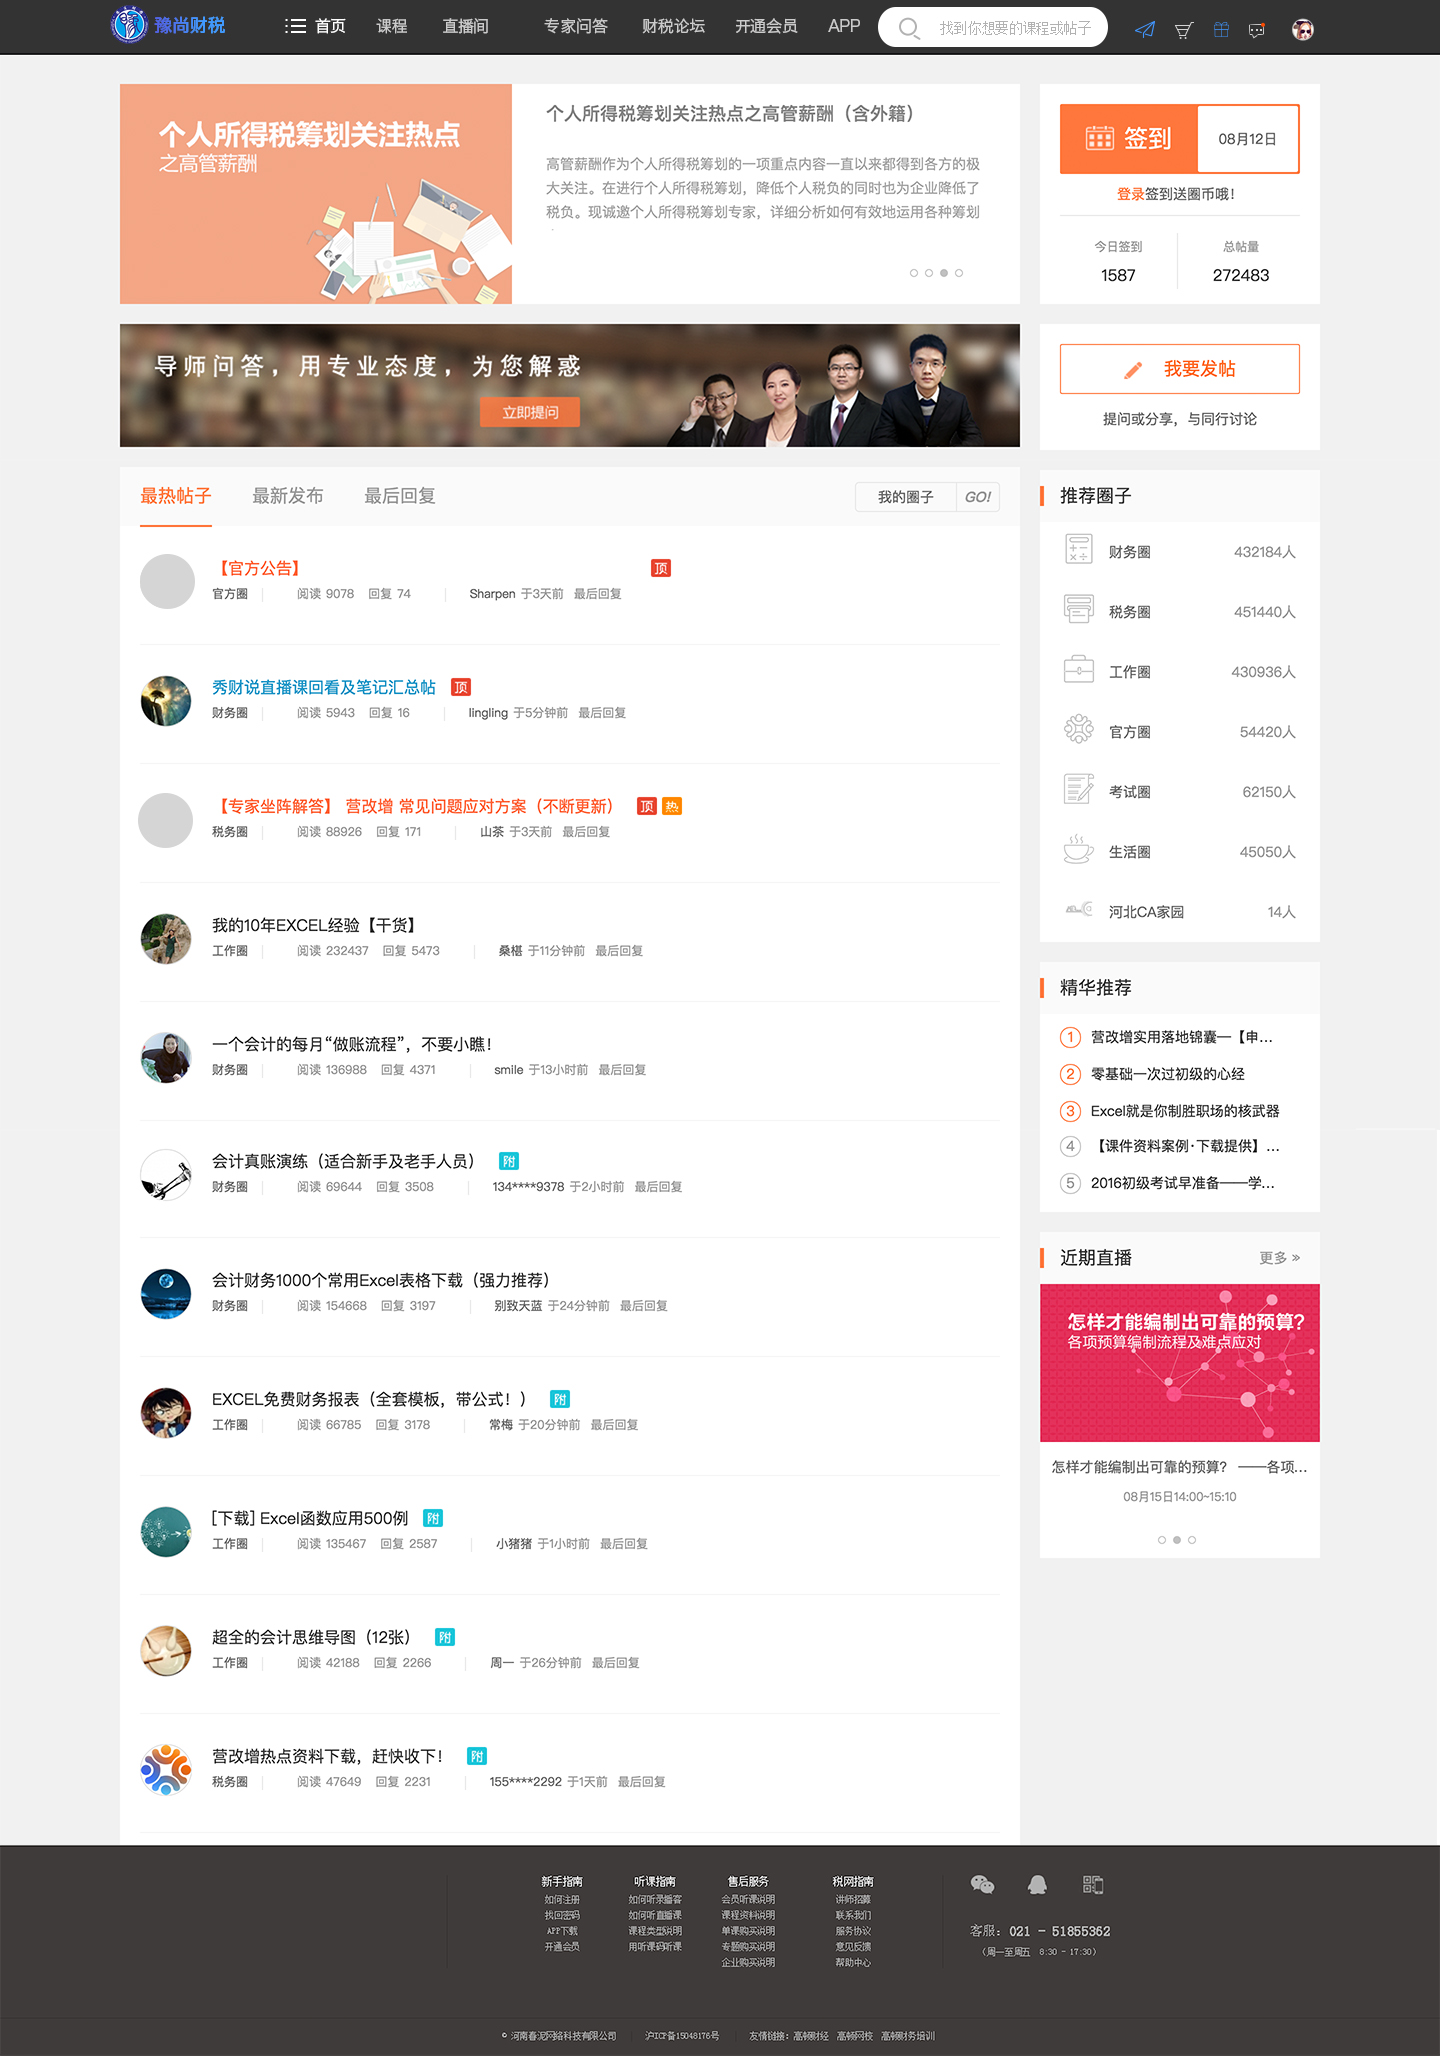 豫尚财税
首页
课程
直播间
专家问答
财税论坛
开通会员
APP
找到你想要的课程或帖子
个人所得税筹划关注热点
之高管薪酬
个人所得税筹划关注热点之高管薪酬（含外籍）
高管薪酬作为个人所得税筹划的一项重点内容一直以来都得到各方的极
大关注。在进行个人所得税筹划，降低个人税负的同时也为企业降低了
税负。现诚邀个人所得税筹划专家，详细分析如何有效地运用各种筹划
签到
08月12日
登录签到送圈币哦！
今日签到
总帖量
1587
272483
导师问答，用专业态度，为您解惑
立即提问
我要发帖
提问或分享，与同行讨论
最热帖子
最新发布
最后回复
我的圈子
GO!
【官方公告】 顶
官方圈 阅读 9078 回复 74 Sharpen 于3天前 最后回复
秀财说直播课回看及笔记汇总帖 顶
财务圈 阅读 5943 回复 16 lingling 于5分钟前 最后回复
【专家坐阵解答】 营改增 常见问题应对方案（不断更新） 顶 热
税务圈 阅读 88926 回复 171 山茶 于3天前 最后回复
我的10年EXCEL经验【干货】
工作圈 阅读 232437 回复 5473 桑椹 于11分钟前 最后回复
一个会计的每月“做账流程”，不要小瞧！
财务圈 阅读 136988 回复 4371 smile 于13小时前 最后回复
会计真账演练（适合新手及老手人员） 附
财务圈 阅读 69644 回复 3508 134****9378 于2小时前 最后回复
会计财务1000个常用Excel表格下载（强力推荐）
财务圈 阅读 154668 回复 3197 别致天蓝 于24分钟前 最后回复
EXCEL免费财务报表（全套模板，带公式！） 附
工作圈 阅读 66785 回复 3178 常梅 于20分钟前 最后回复
[下载] Excel函数应用500例 附
工作圈 阅读 135467 回复 2587 小猪猪 于1小时前 最后回复
超全的会计思维导图（12张） 附
工作圈 阅读 42188 回复 2266 周一 于26分钟前 最后回复
营改增热点资料下载，赶快收下！ 附
税务圈 阅读 47649 回复 2231 155****2292 于1天前 最后回复
推荐圈子
财务圈 432184人
税务圈 451440人
工作圈 430936人
官方圈 54420人
考试圈 62150人
生活圈 45050人
河北CA家园 14人
精华推荐
1 营改增实用落地锦囊—【申...
2 零基础一次过初级的心经
3 Excel就是你制胜职场的核武器
4 【课件资料案例·下载提供】...
5 2016初级考试早准备——学...
近期直播
更多 »
怎样才能编制出可靠的预算？
各项预算编制流程及难点应对
怎样才能编制出可靠的预算？ ——各项...
08月15日14:00~15:10
新手指南
如何注册
找回密码
APP下载
开通会员
听课指南
如何听录播客
如何听直播课
课程类型说明
用听课码听课
售后服务
会员听课说明
课程资料说明
单课购买说明
专题购买说明
企业购买说明
税网指南
讲师招募
联系我们
服务协议
意见反馈
帮助中心
客服：021 - 51855362
（周一至周五 8:30 - 17:30）
© 河南春泥网络科技有限公司
沪ICP备15048176号
友情链接：高顿财经 高顿网校 高顿财务培训